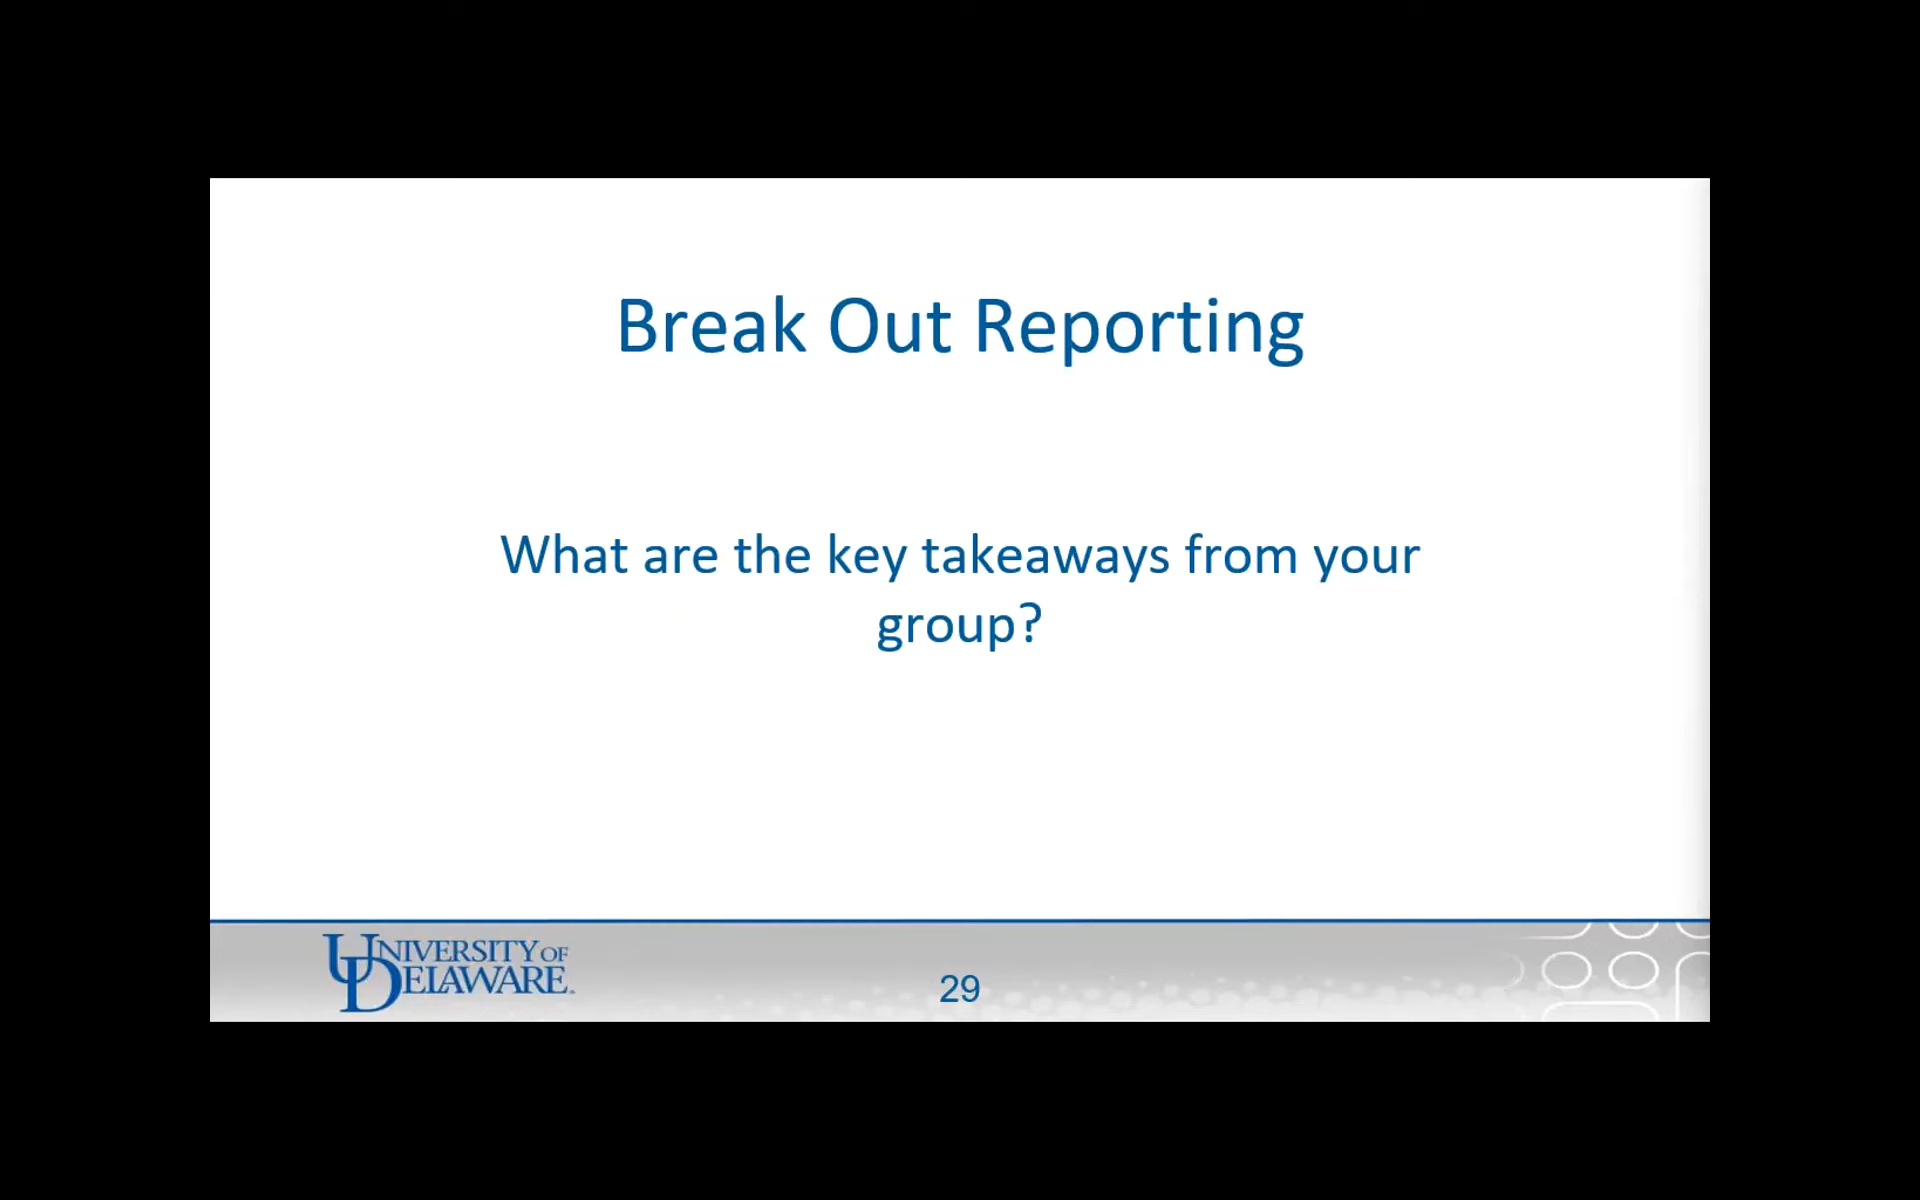 Break Out Reporting
What are the key takeaways from your
group?
UNIVERSITY OF
DELAWARE.
29